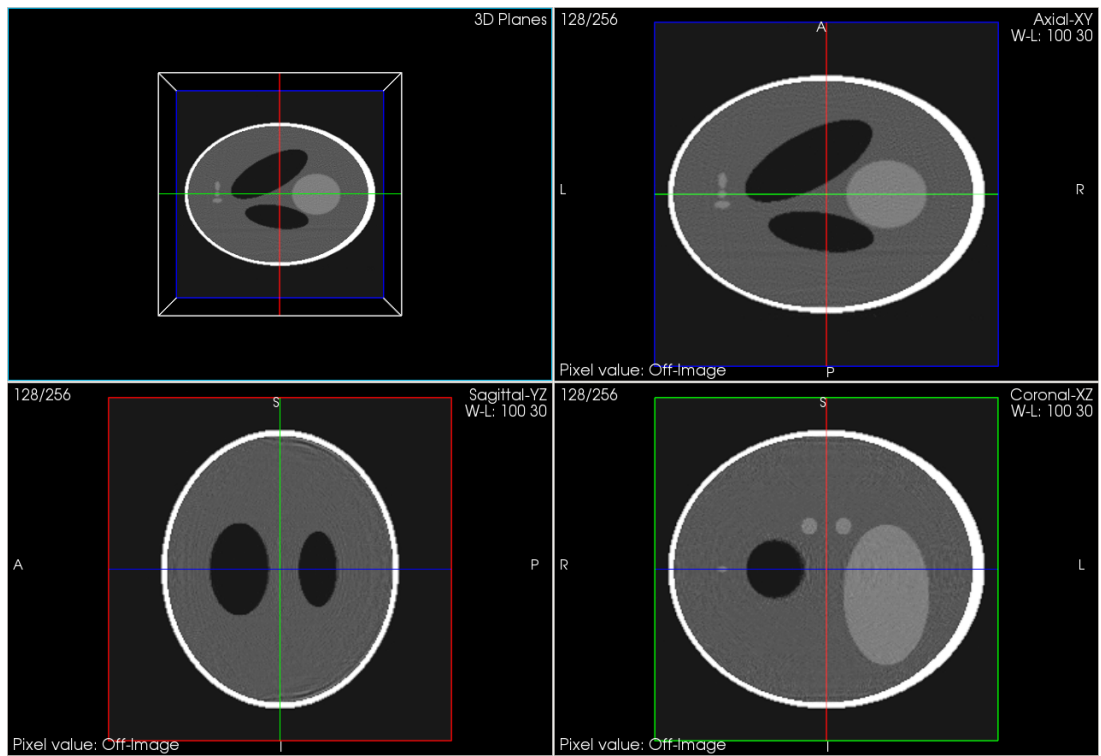 3D Planes
128/256
A
Axial-XY
W-L: 100 30
L
R
Pixel value: Off-Image
P
128/256
S
Sagittal-YZ
W-L: 100 30
A
P
Pixel value: Off-Image
I
128/256
S
Coronal-XZ
W-L: 100 30
R
L
Pixel value: Off-Image
I